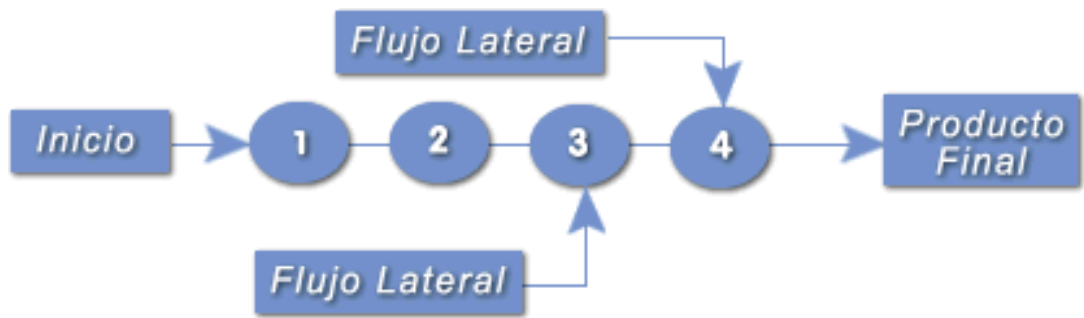 Flujo Lateral
Inicio
1
2
3
4
Producto
Final
Flujo Lateral